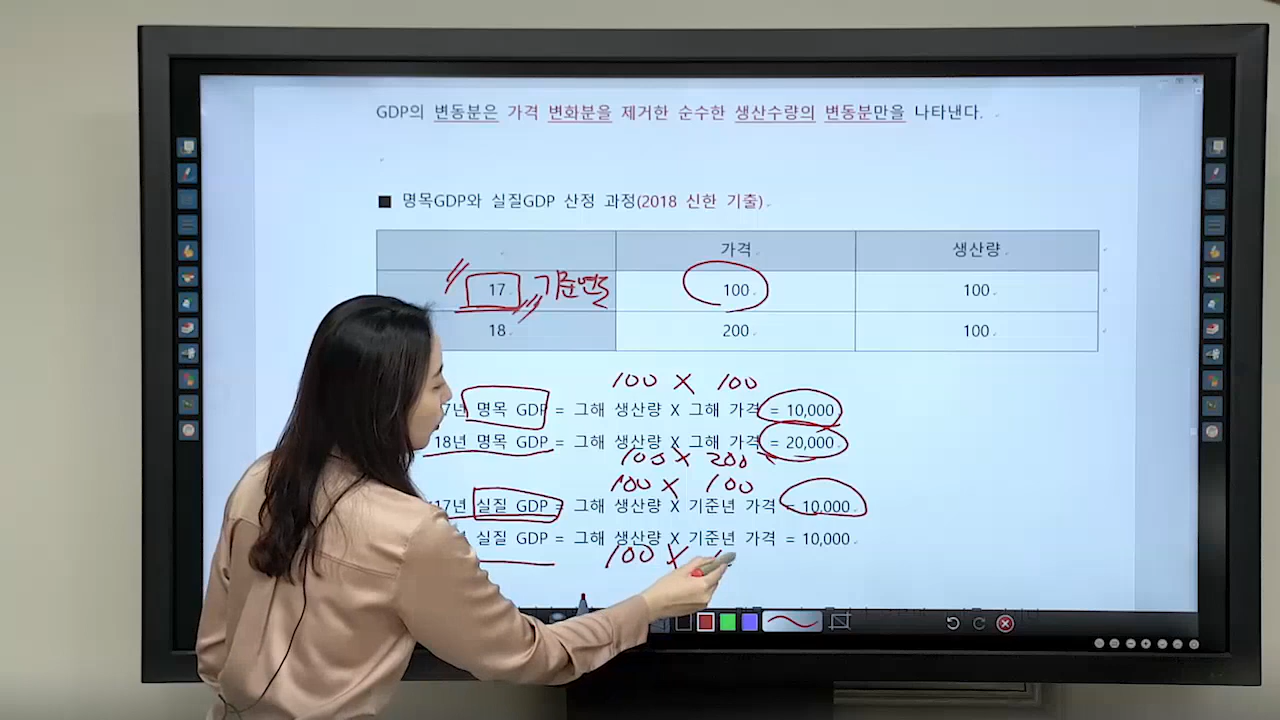 GDP의 변동분은 가격 변화분을 제거한 순수한 생산수량의 변동분만을 나타낸다.
■ 명목GDP와 실질GDP 산정 과정(2018 신한 기출)
가격 생산량
17 기준연도 100 100
18 200 100
100 X 100
7년 명목 GDP = 그해 생산량 X 그해 가격 = 10,000
18년 명목 GDP = 그해 생산량 X 그해 가격 = 20,000
100 X 200
100 X 100
17년 실질 GDP = 그해 생산량 X 기준년 가격 = 10,000
실질 GDP = 그해 생산량 X 기준년 가격 = 10,000
100 X 1